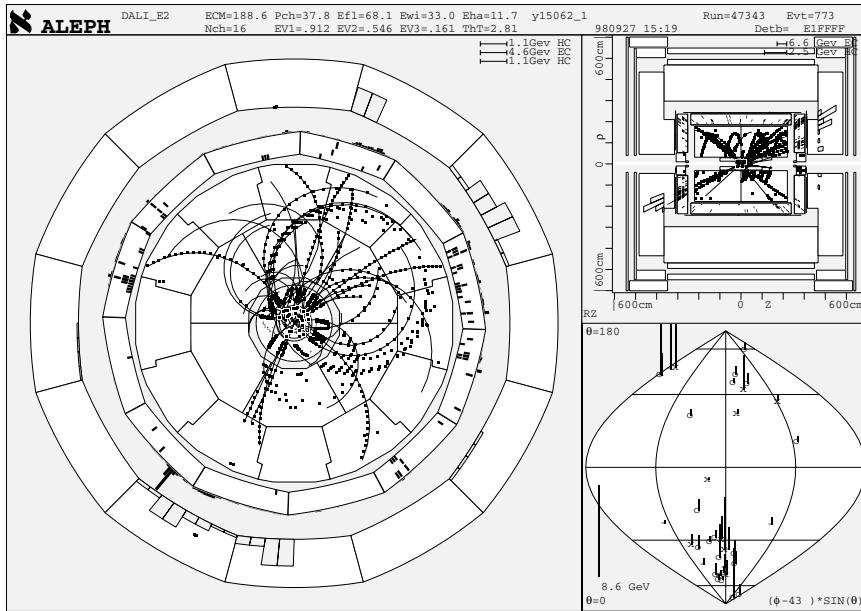 ALEPH DALI_E2 ECM=188.6 Pch=37.8 Efl=68.1 Ewi=33.0 Eha=11.7 y15062_1 Run=47343 Evt=773
Nch=16 EV1=.912 EV2=.546 EV3=.161 ThT=2.81 980927 15:19 Detb= E1FFFF
1.1Gev HC
4.6Gev EC
1.1Gev HC
6.6 Gev EC
2.5 Gev HC
600cm
ρ
0
600cm
600cm 0 Z 600cm
RZ
θ=180
8.6 GeV
θ=0 (ϕ-43 )*SIN(θ)